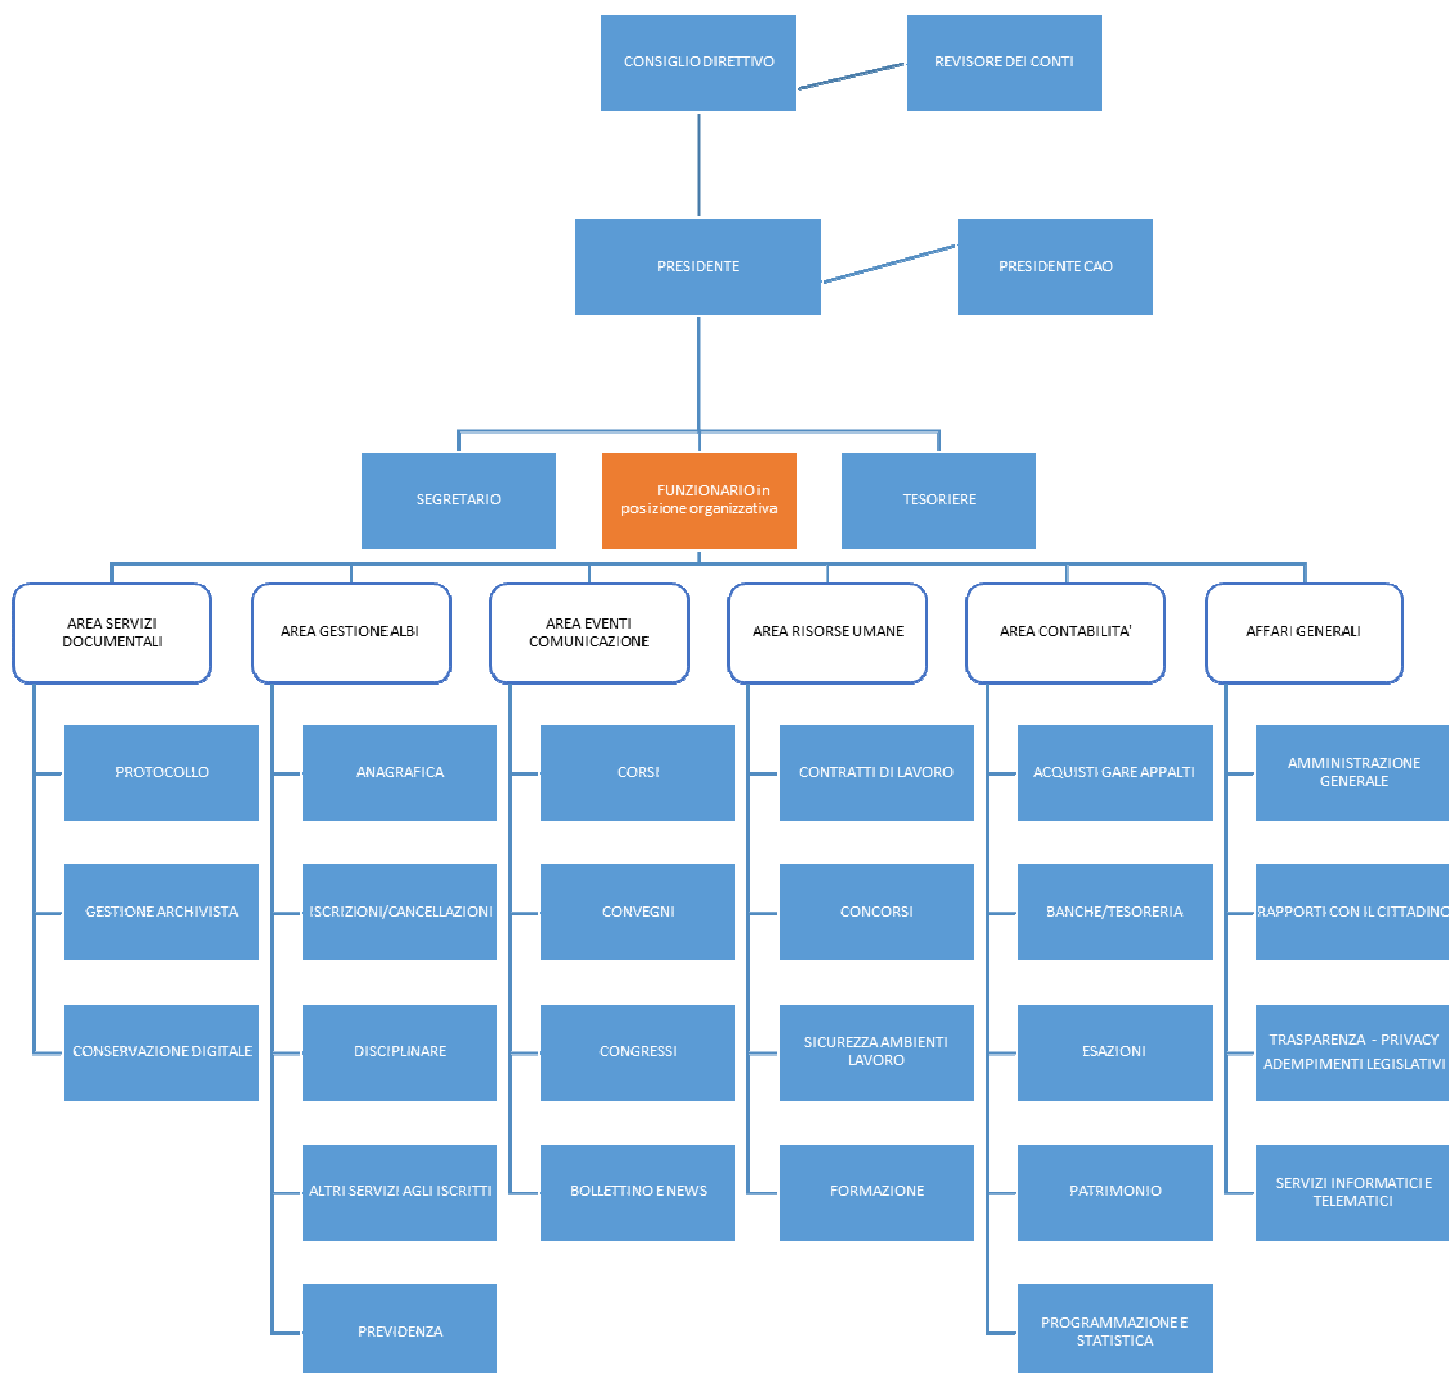 CONSIGLIO DIRETTIVO
REVISORE DEI CONTI
PRESIDENTE
PRESIDENTE CAO
SEGRETARIO
FUNZIONARIO in
posizione organizzativa
TESORIERE
AREA SERVIZI
DOCUMENTALI
AREA GESTIONE ALBI
AREA EVENTI
COMUNICAZIONE
AREA RISORSE UMANE
AREA CONTABILITA'
AFFARI GENERALI
PROTOCOLLO
ANAGRAFICA
CORSI
CONTRATTI DI LAVORO
ACQUISTI GARE APPALTI
AMMINISTRAZIONE
GENERALE
GESTIONE ARCHIVISTA
ISCRIZIONI/CANCELLAZIONI
CONVEGNI
CONCORSI
BANCHE/TESORERIA
RAPPORTI CON IL CITTADINO
CONSERVAZIONE DIGITALE
DISCIPLINARE
CONGRESSI
SICUREZZA AMBIENTI
LAVORO
ESAZIONI
TRASPARENZA - PRIVACY
ADEMPIMENTI LEGISLATIVI
ALTRI SERVIZI AGLI ISCRITTI
BOLLETTINO E NEWS
FORMAZIONE
PATRIMONIO
SERVIZI INFORMATICI E
TELEMATICI
PREVIDENZA
PROGRAMMAZIONE E
STATISTICA